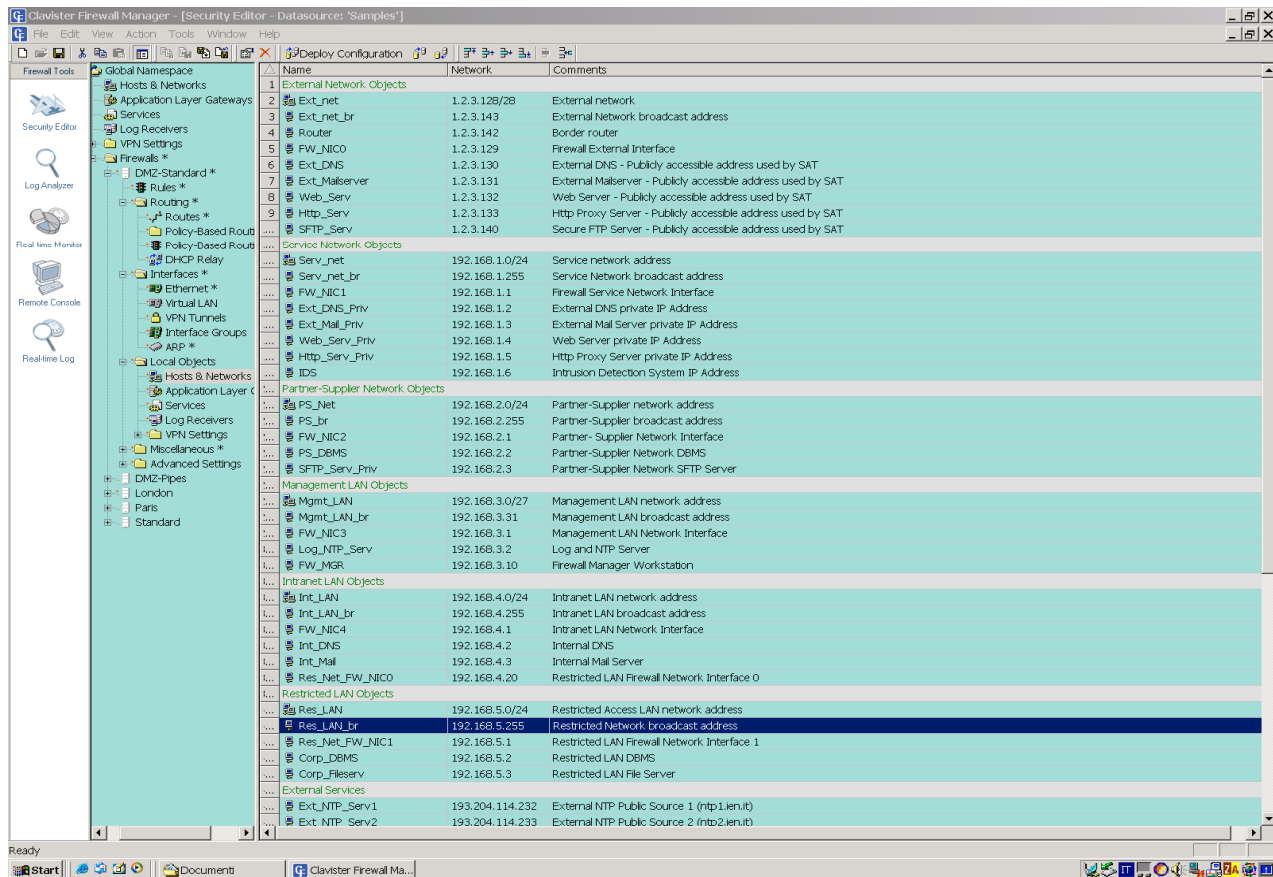 Clavister Firewall Manager - [Security Editor - Datasource: 'Samples']
File Edit View Action Tools Window Help
Deploy Configuration
Firewall Tools
Security Editor
Log Analyzer
Real time Monitor
Remote Console
Real-time Log
Global Namespace
Hosts & Networks
Application Layer Gateways
Services
Log Receivers
VPN Settings
Firewalls *
DMZ-Standard *
Rules *
Routing *
Routes *
Policy-Based Routi
Policy-Based Routi
DHCP Relay
Interfaces *
Ethernet *
Virtual LAN
VPN Tunnels
Interface Groups
ARP *
Local Objects
Hosts & Networks
Application Layer G
Services
Log Receivers
VPN Settings
Miscellaneous *
Advanced Settings
DMZ-Pipes
London
Paris
Standard
Name Network Comments
1 External Network Objects
2 Ext_net 1.2.3.128/28 External network
3 Ext_net_br 1.2.3.143 External Network broadcast address
4 Router 1.2.3.142 Border router
5 FW_NIC0 1.2.3.129 Firewall External Interface
6 Ext_DNS 1.2.3.130 External DNS - Publicly accessible address used by SAT
7 Ext_Mailserver 1.2.3.131 External Mailserver - Publicly accessible address used by SAT
8 Web_Serv 1.2.3.132 Web Server - Publicly accessible address used by SAT
9 Http_Serv 1.2.3.133 Http Proxy Server - Publicly accessible address used by SAT
.... SFTP_Serv 1.2.3.140 Secure FTP Server - Publicly accessible address used by SAT
.... Service Network Objects
.... Serv_net 192.168.1.0/24 Service network address
.... Serv_net_br 192.168.1.255 Service Network broadcast address
.... FW_NIC1 192.168.1.1 Firewall Service Network Interface
.... Ext_DNS_Priv 192.168.1.2 External DNS private IP Address
.... Ext_Mail_Priv 192.168.1.3 External Mail Server private IP Address
.... Web_Serv_Priv 192.168.1.4 Web Server private IP Address
.... Http_Serv_Priv 192.168.1.5 Http Proxy Server private IP Address
.... IDS 192.168.1.6 Intrusion Detection System IP Address
Partner-Supplier Network Objects
PS_Net 192.168.2.0/24 Partner-Supplier network address
PS_br 192.168.2.255 Partner-Supplier broadcast address
FW_NIC2 192.168.2.1 Partner- Supplier Network Interface
PS_DBMS 192.168.2.2 Partner-Supplier Network DBMS
SFTP_Serv_Priv 192.168.2.3 Partner-Supplier Network SFTP Server
Management LAN Objects
Mgmt_LAN 192.168.3.0/27 Management LAN network address
Mgmt_LAN_br 192.168.3.31 Management LAN broadcast address
FW_NIC3 192.168.3.1 Management LAN Network Interface
Log_NTP_Serv 192.168.3.2 Log and NTP Server
FW_MGR 192.168.3.10 Firewall Manager Workstation
Intranet LAN Objects
Int_LAN 192.168.4.0/24 Intranet LAN network address
Int_LAN_br 192.168.4.255 Intranet LAN broadcast address
FW_NIC4 192.168.4.1 Intranet LAN Network Interface
Int_DNS 192.168.4.2 Internal DNS
Int_Mail 192.168.4.3 Internal Mail Server
Res_Net_FW_NIC0 192.168.4.20 Restricted LAN Firewall Network Interface 0
Restricted LAN Objects
Res_LAN 192.168.5.0/24 Restricted Access LAN network address
Res_LAN_br 192.168.5.255 Restricted Network broadcast address
Res_Net_FW_NIC1 192.168.5.1 Restricted LAN Firewall Network Interface 1
Corp_DBMS 192.168.5.2 Restricted LAN DBMS
Corp_Fileserv 192.168.5.3 Restricted LAN File Server
External Services
Ext_NTP_Serv1 193.204.114.232 External NTP Public Source 1 (ntp1.ien.it)
Ext_NTP_Serv2 193.204.114.233 External NTP Public Source 2 (ntp2.ien.it)
Ready
Start Documenti Clavister Firewall Ma... IT